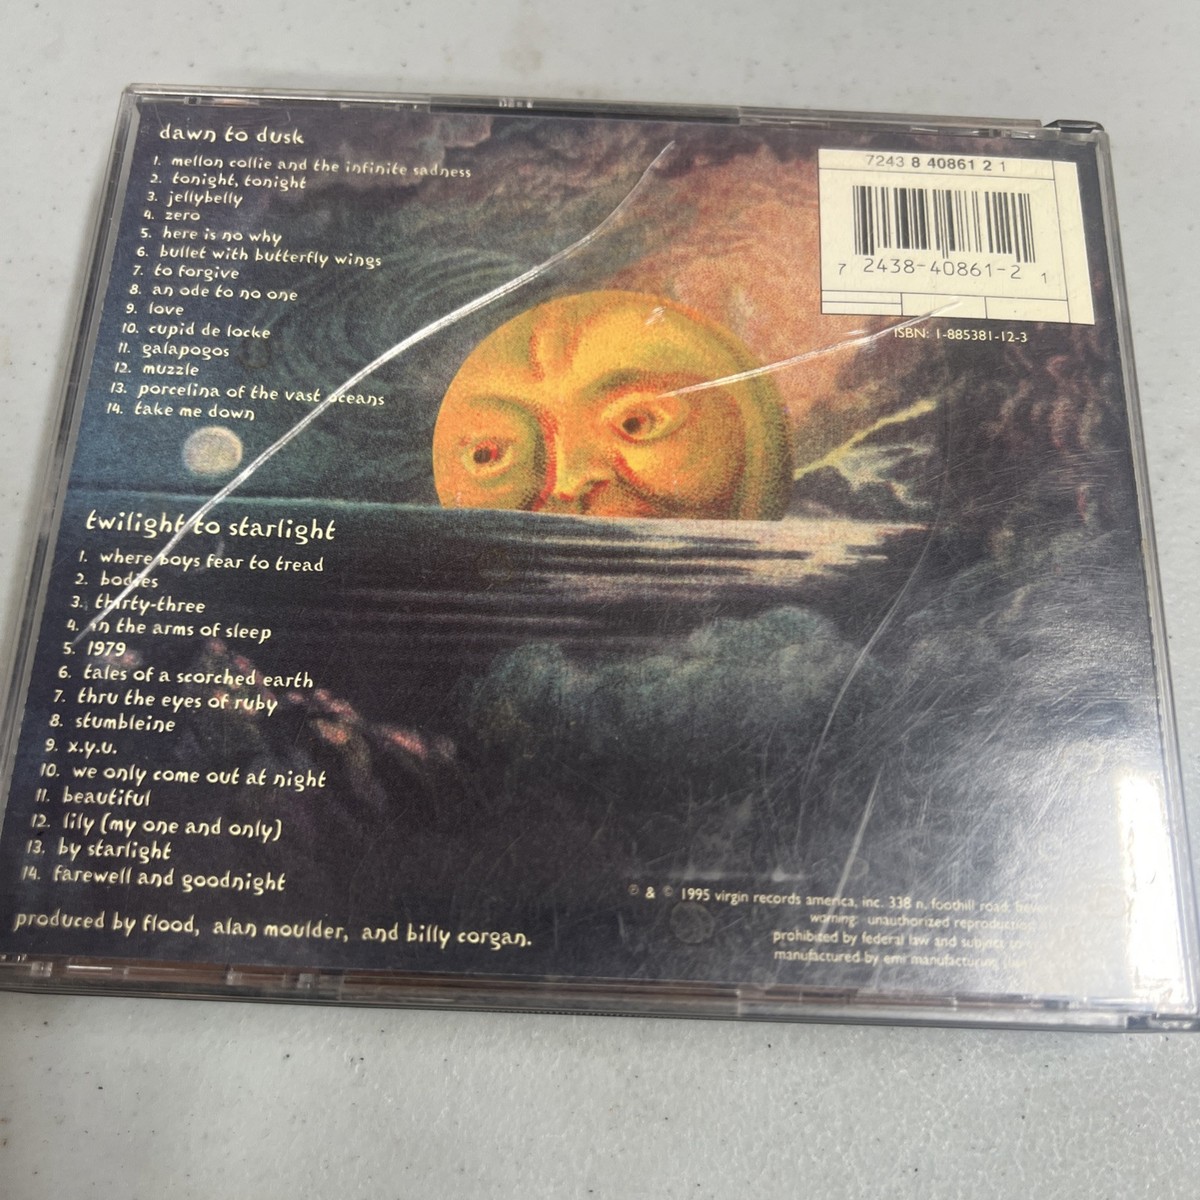 dawn to dusk
1. mellon collie and the infinite sadness
2. tonight, tonight
3. jellybelly
4. zero
5. here is no why
6. bullet with butterfly wings
7. to forgive
8. an ode to no one
9. love
10. cupid de locke
11. galapogos
12. muzzle
13. porcelina of the vast oceans
14. take me down
twilight to starlight
1. where boys fear to tread
2. bodies
3. thirty-three
4. in the arms of sleep
5. 1979
6. tales of a scorched earth
7. thru the eyes of ruby
8. stumbleine
9. x.y.u.
10. we only come out at night
11. beautiful
12. lily (my one and only)
13. by starlight
14. farewell and goodnight
produced by flood, alan moulder, and billy corgan.
7243 8 40861 2 1
7 2438-40861-2 1
ISBN: 1-885381-12-3
℗ & © 1995 virgin records america, inc. 338 n. foothill road,
warning: unauthorized reproduction
prohibited by federal law and subject to
manufactured by emi manufacturing